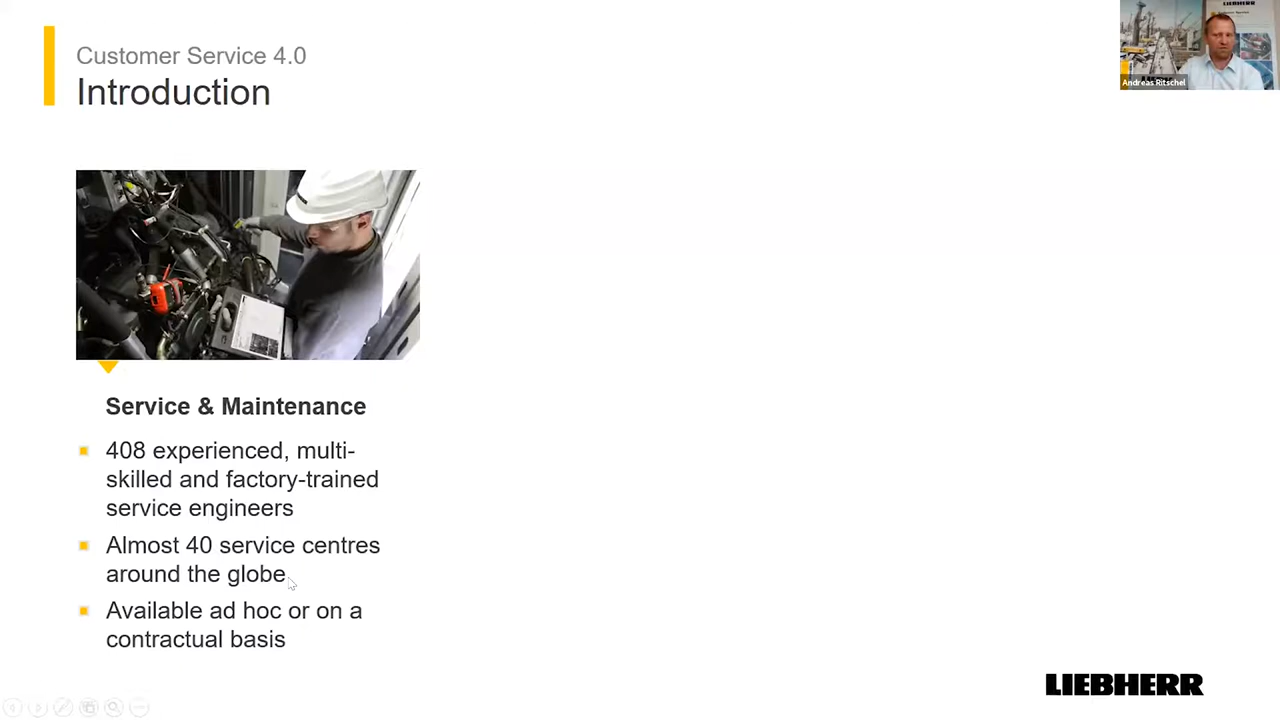 Customer Service 4.0
Introduction
LIEBHERR
Andreas Ritschel
Service & Maintenance
408 experienced, multi-
skilled and factory-trained
service engineers
Almost 40 service centres
around the globe
Available ad hoc or on a
contractual basis
LIEBHERR